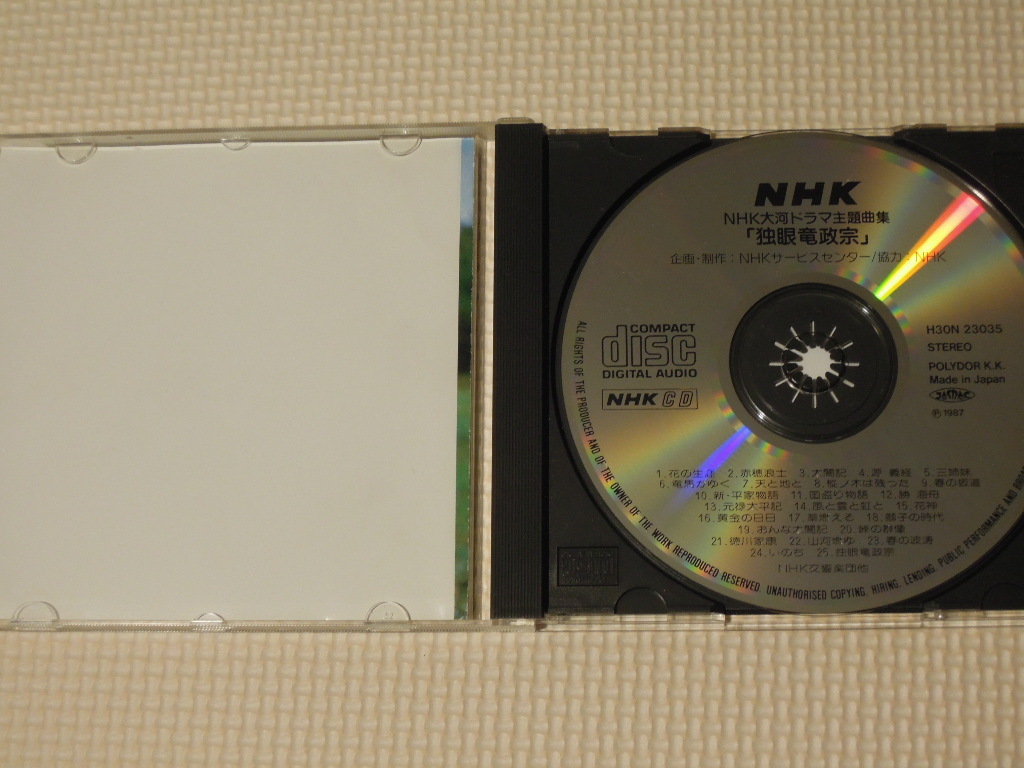 NHK
NHK大河ドラマ主題曲集
「独眼竜政宗」
企画・制作：NHKサービスセンター/協力：NHK
COMPACT
disc
DIGITAL AUDIO
NHK CD
H30N 23035
STEREO
POLYDOR K.K.
Made in Japan
JASRAC
Ⓟ1987
1. 花の生涯 2. 赤穂浪士 3. 太閤記 4. 源 義経 5. 三姉妹
6. 竜馬がゆく 7. 天と地と 8. 樅ノ木は残った 9. 春の坂道
10. 新・平家物語 11. 国盗り物語 12. 勝 海舟
13. 元禄太平記 14. 風と雲と虹と 15. 花神
16. 黄金の日日 17. 草燃える 18. 獅子の時代
19. おんな太閤記 20. 峠の群像
21. 徳川家康 22. 山河燃ゆ 23. 春の波濤
24. いのち 25. 独眼竜政宗
NHK交響楽団他
ALL RIGHTS OF THE PRODUCER AND OF THE OWNER OF THE WORK REPRODUCED RESERVED. UNAUTHORISED COPYING, HIRING, LENDING, PUBLIC PERFORMANCE AND